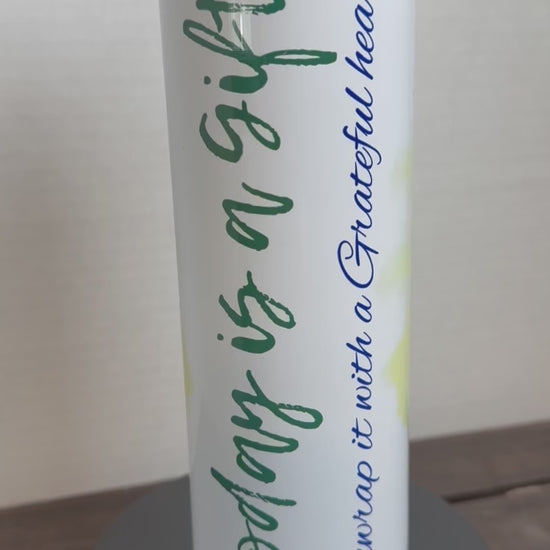 oday is a gift
wrap it with a Grateful hea